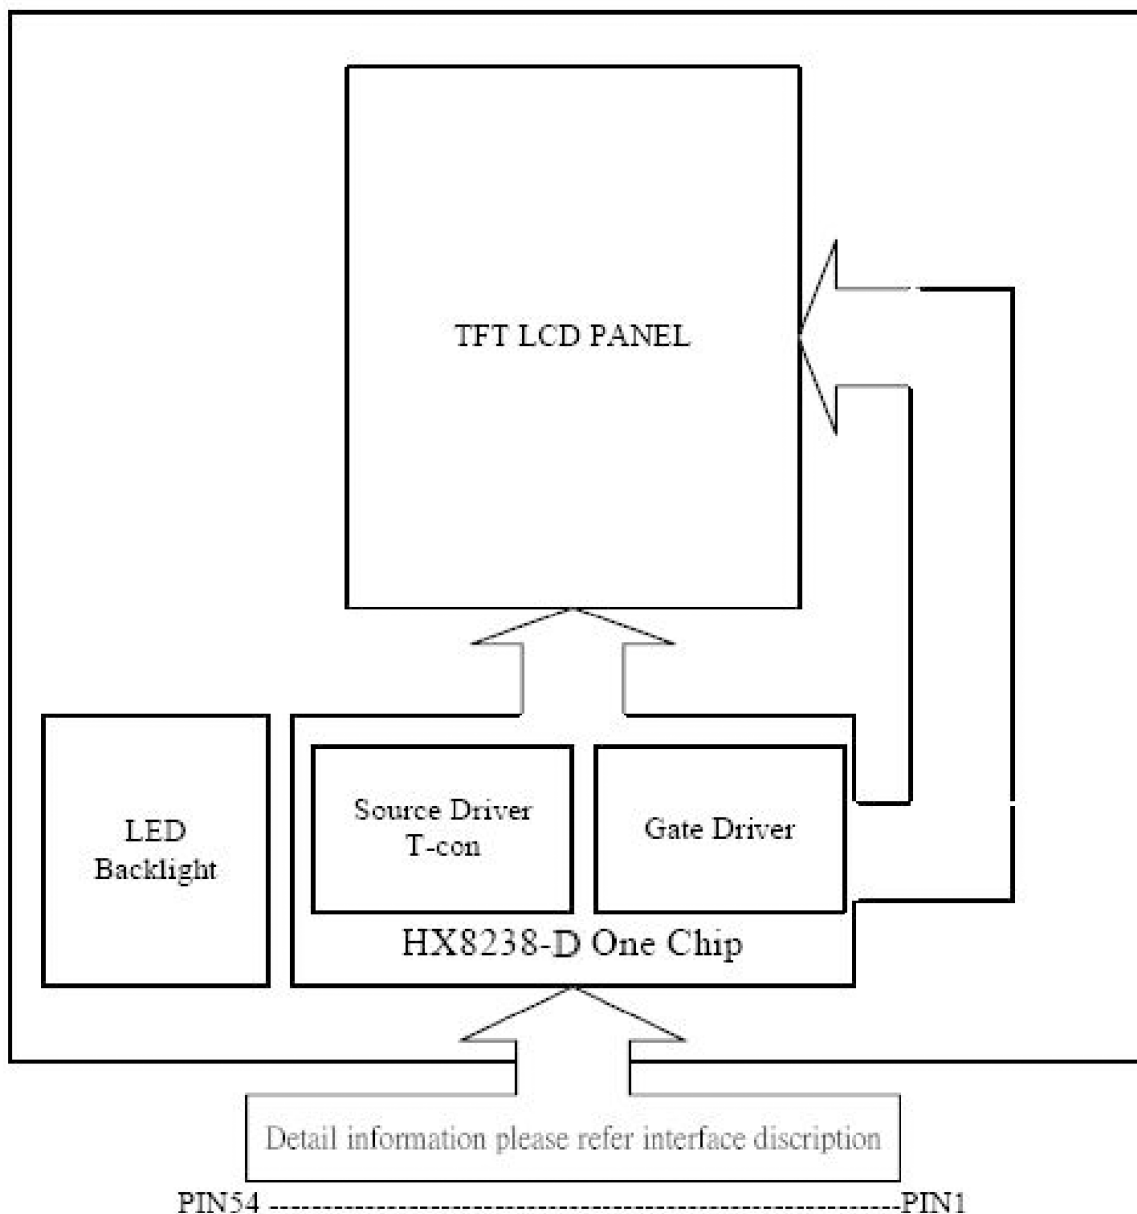 TFT LCD PANEL
LED
Backlight
Source Driver
T-con
Gate Driver
HX8238-D One Chip
Detail information please refer interface discription
PIN54 -----------------------------------------------PIN1